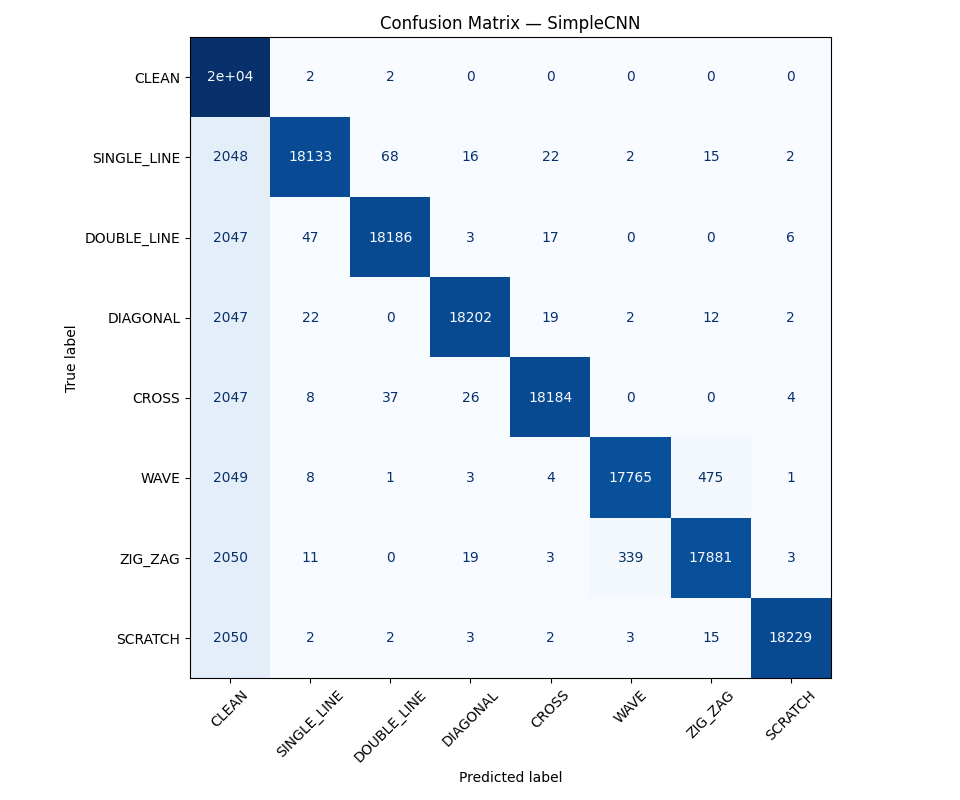 Confusion Matrix — SimpleCNN
CLEAN 2e+04 2 2 0 0 0 0 0
SINGLE_LINE 2048 18133 68 16 22 2 15 2
DOUBLE_LINE 2047 47 18186 3 17 0 0 6
DIAGONAL 2047 22 0 18202 19 2 12 2
CROSS 2047 8 37 26 18184 0 0 4
WAVE 2049 8 1 3 4 17765 475 1
ZIG_ZAG 2050 11 0 19 3 339 17881 3
SCRATCH 2050 2 2 3 2 3 15 18229
True label
CLEAN SINGLE_LINE DOUBLE_LINE DIAGONAL CROSS WAVE ZIG_ZAG SCRATCH
Predicted label